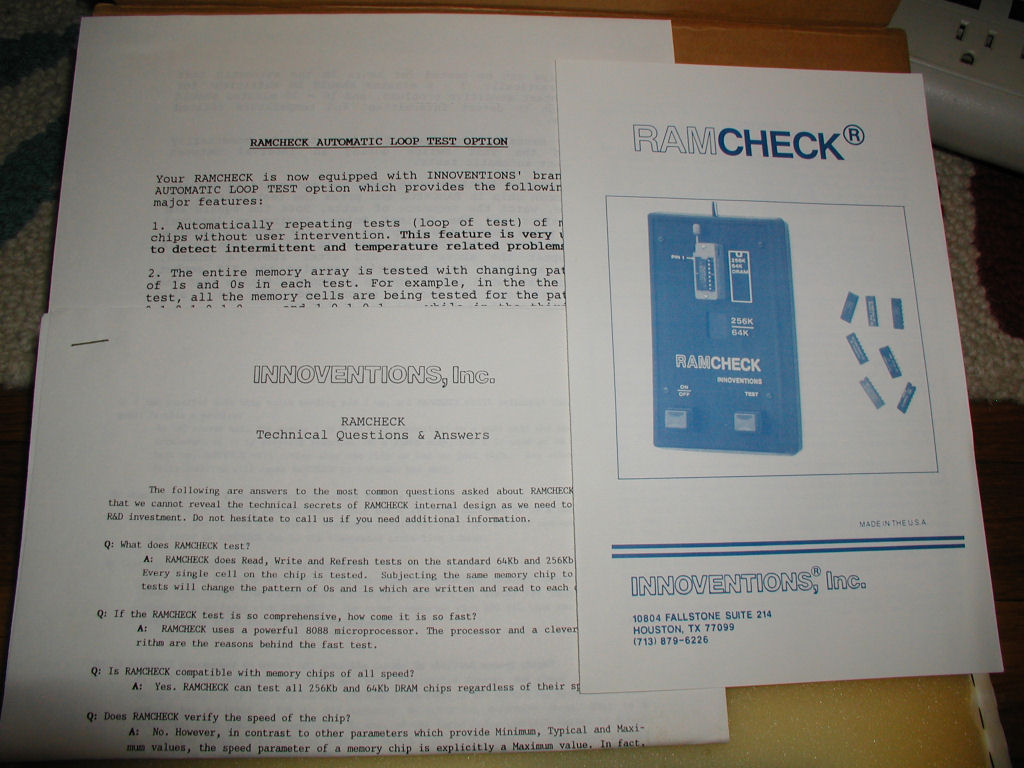 RAMCHECK AUTOMATIC LOOP TEST OPTION
Your RAMCHECK is now equipped with INNOVENTIONS' bran
AUTOMATIC LOOP TEST option which provides the followin
major features:
1. Automatically repeating tests (loop of test) of
chips without user intervention. This feature is very
to detect intermittent and temperature related problems
2. The entire memory array is tested with changing pat
of 1s and 0s in each test. For example, in the the
test, all the memory cells are being tested for the pat
INNOVENTIONS, Inc.
RAMCHECK
Technical Questions & Answers
The following are answers to the most common questions asked about RAMCHECK
that we cannot reveal the technical secrets of RAMCHECK internal design as we need to
R&D investment. Do not hesitate to call us if you need additional information.
Q: What does RAMCHECK test?
A: RAMCHECK does Read, Write and Refresh tests on the standard 64Kb and 256Kb
Every single cell on the chip is tested. Subjecting the same memory chip to
tests will change the pattern of 0s and 1s which are written and read to each
Q: If the RAMCHECK test is so comprehensive, how come it is so fast?
A: RAMCHECK uses a powerful 8088 microprocessor. The processor and a clever
rithm are the reasons behind the fast test.
Q: Is RAMCHECK compatible with memory chips of all speed?
A: Yes. RAMCHECK can test all 256Kb and 64Kb DRAM chips regardless of their sp
Q: Does RAMCHECK verify the speed of the chip?
A: No. However, in contrast to other parameters which provide Minimum, Typical and Maxi-
mum values, the speed parameter of a memory chip is explicitly a Maximum value. In fact,
RAMCHECK®
PIN 1
256K
64K
DRAM
256K
64K
RAMCHECK
INNOVENTIONS
ON
OFF
TEST
MADE IN THE U.S.A.
INNOVENTIONS,® Inc.
10804 FALLSTONE SUITE 214
HOUSTON, TX 77099
(713) 879-6226